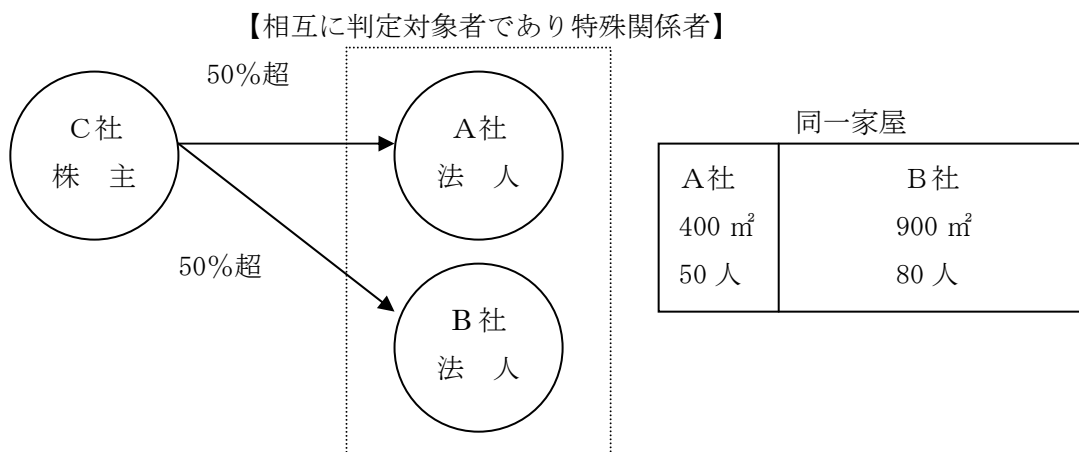 【相互に判定対象者であり特殊関係者】
50％超
C社
株　主
A社
法　人
50％超
B社
法　人
同一家屋
A社
400 ㎡
50 人
B社
900 ㎡
80 人